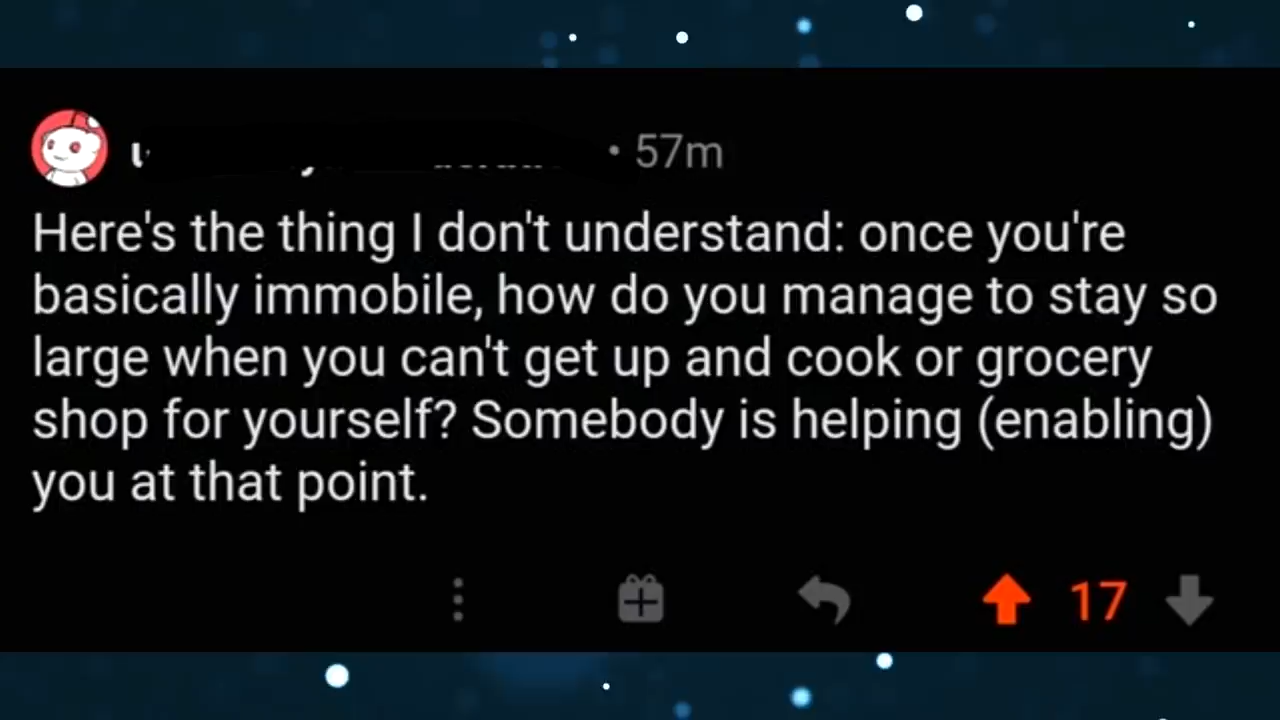 • 57m
Here's the thing I don't understand: once you're
basically immobile, how do you manage to stay so
large when you can't get up and cook or grocery
shop for yourself? Somebody is helping (enabling)
you at that point.
17